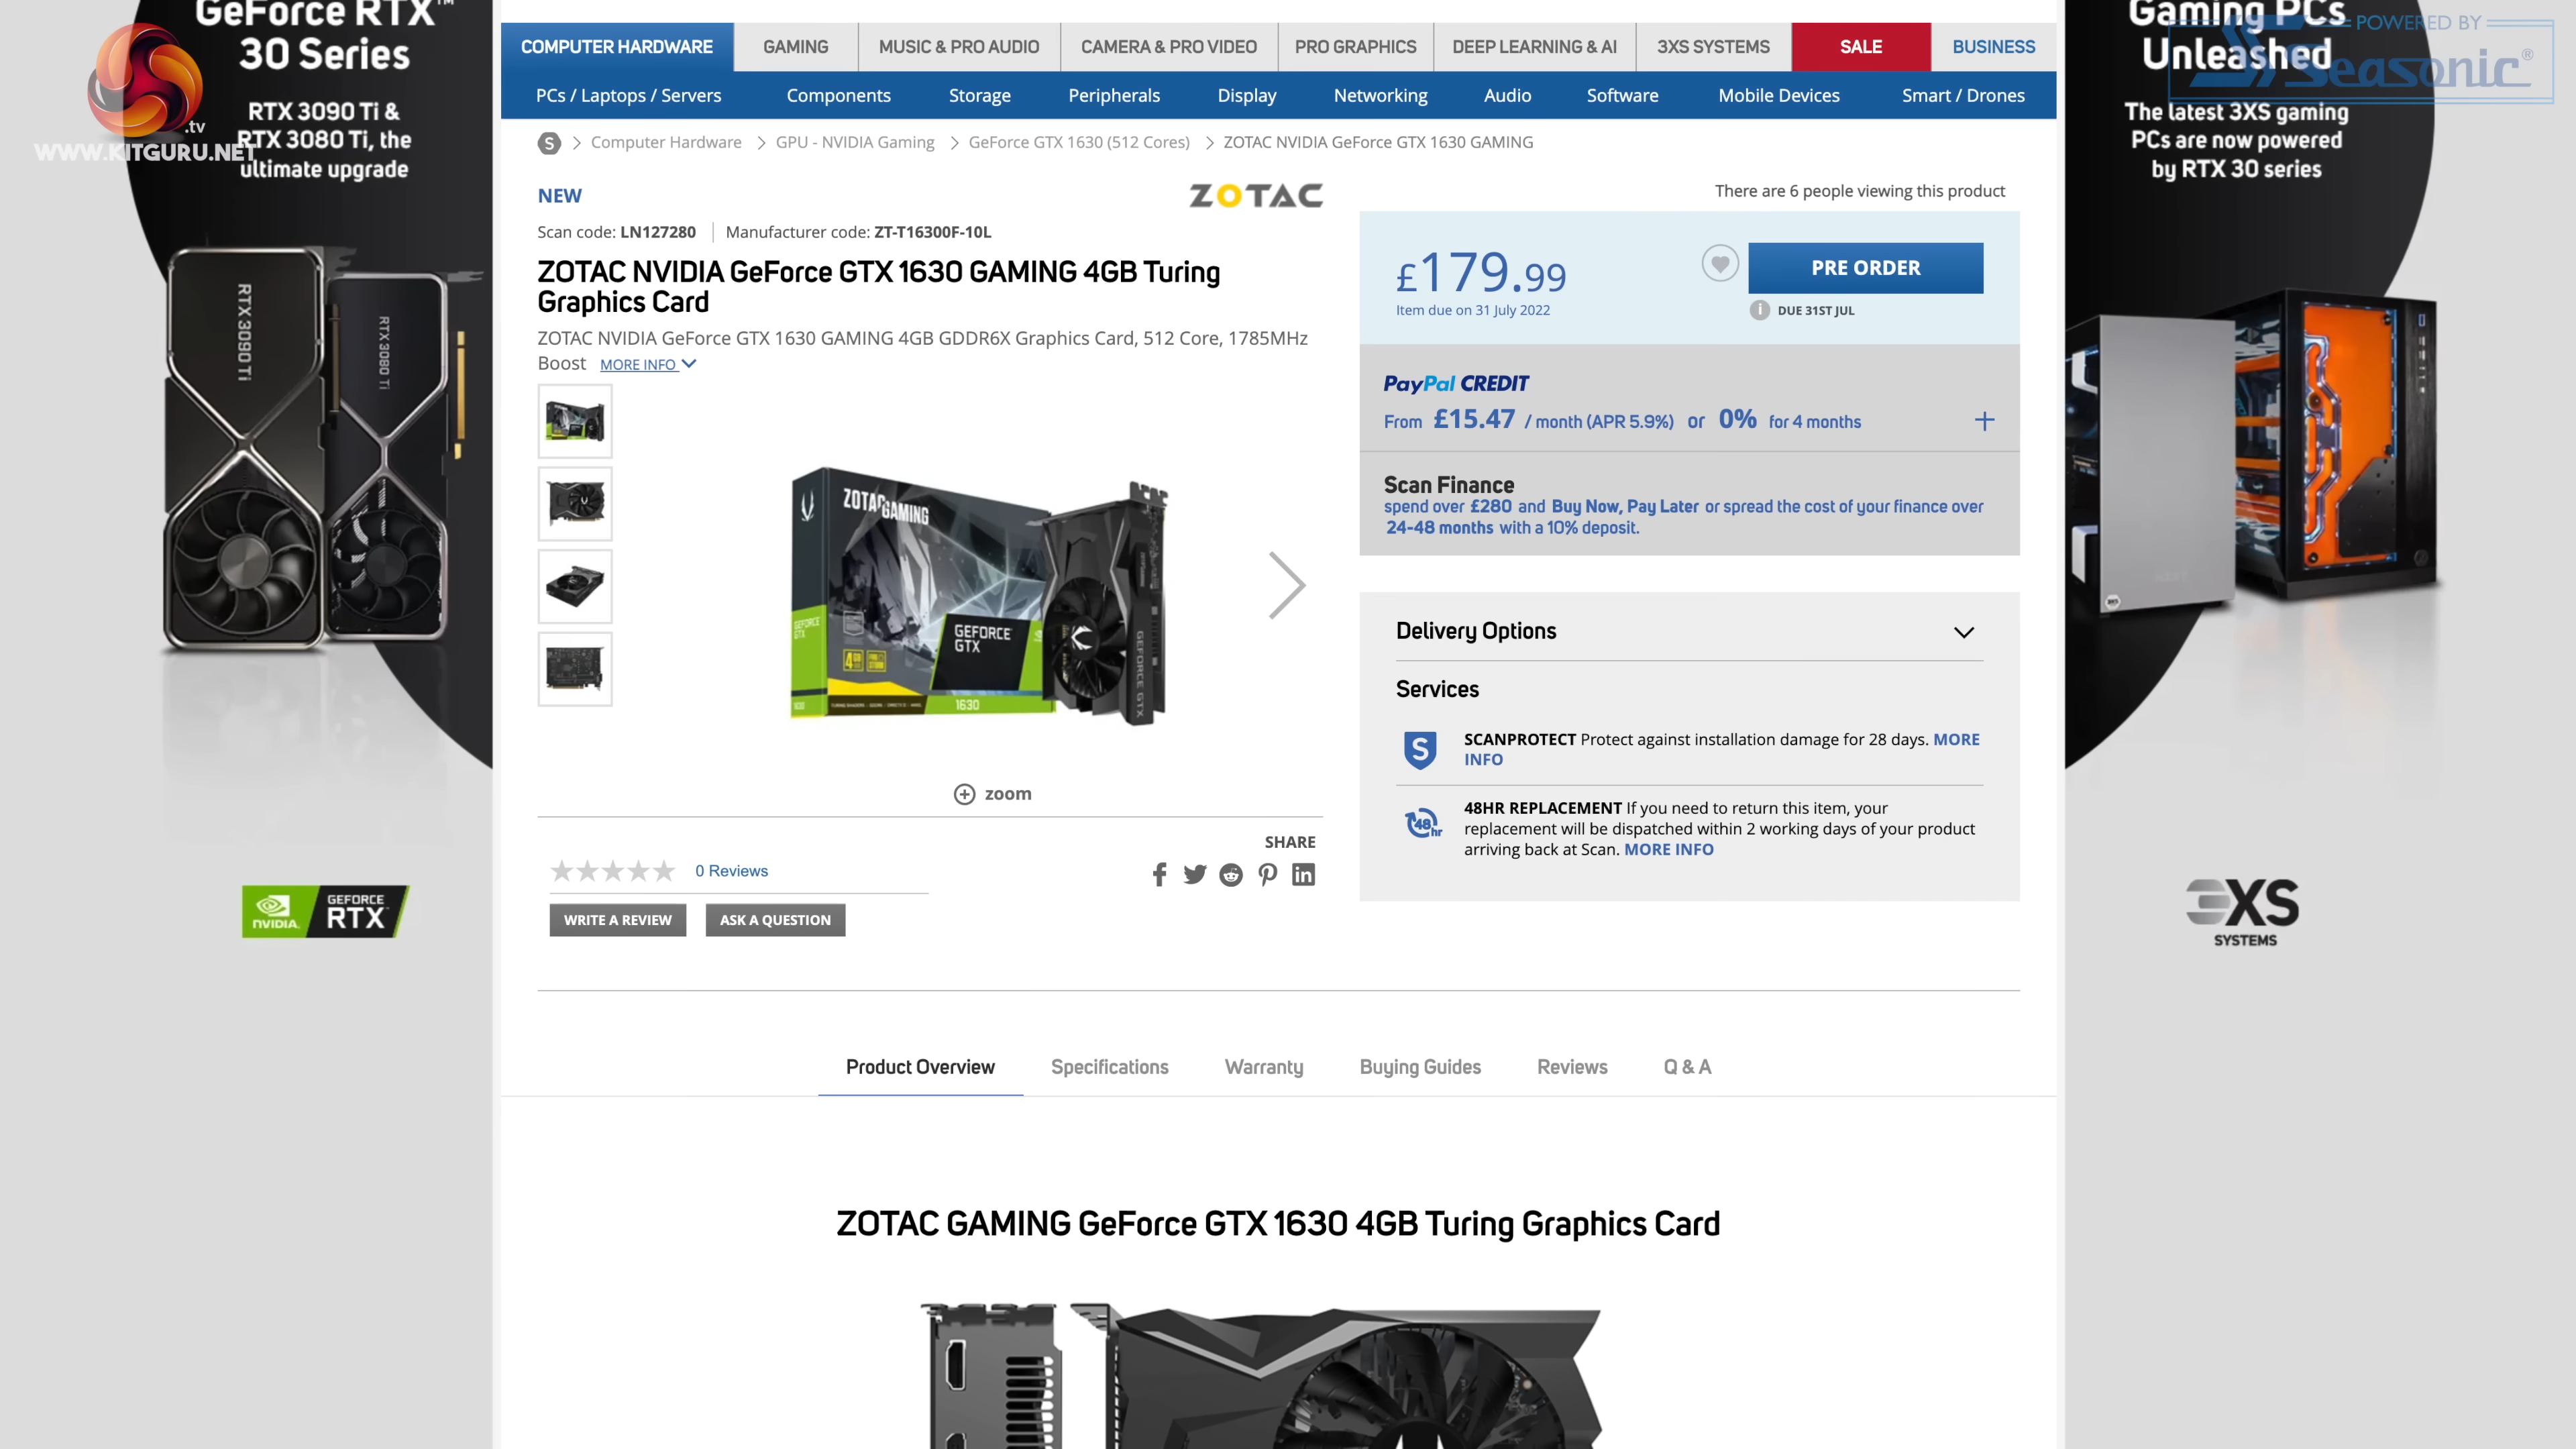 GeForce RTX™
30 Series
RTX 3090 Ti &
RTX 3080 Ti, the
ultimate upgrade
.tv
WWW.KITGURU.NET
RTX 3090 Ti
RTX 3080 Ti
NVIDIA.
GEFORCE
RTX
COMPUTER HARDWARE GAMING MUSIC & PRO AUDIO CAMERA & PRO VIDEO PRO GRAPHICS DEEP LEARNING & AI 3XS SYSTEMS SALE BUSINESS
PCs / Laptops / Servers Components Storage Peripherals Display Networking Audio Software Mobile Devices Smart / Drones
S > Computer Hardware > GPU - NVIDIA Gaming > GeForce GTX 1630 (512 Cores) > ZOTAC NVIDIA GeForce GTX 1630 GAMING
NEW
ZOTAC
Scan code: LN127280 | Manufacturer code: ZT-T16300F-10L
ZOTAC NVIDIA GeForce GTX 1630 GAMING 4GB Turing
Graphics Card
ZOTAC NVIDIA GeForce GTX 1630 GAMING 4GB GDDR6X Graphics Card, 512 Core, 1785MHz
Boost MORE INFO
ZOTAC GAMING
GEFORCE
GTX
GEFORCE
GTX
4GB
1630
GEFORCE GTX
zoom
SHARE
0 Reviews
WRITE A REVIEW ASK A QUESTION
There are 6 people viewing this product
£179.99
PRE ORDER
Item due on 31 July 2022
DUE 31ST JUL
PayPal CREDIT
From £15.47 / month (APR 5.9%) or 0% for 4 months +
Scan Finance
spend over £280 and Buy Now, Pay Later or spread the cost of your finance over
24-48 months with a 10% deposit.
Delivery Options
Services
S
SCANPROTECT Protect against installation damage for 28 days. MORE
INFO
48hr
48HR REPLACEMENT If you need to return this item, your
replacement will be dispatched within 2 working days of your product
arriving back at Scan. MORE INFO
Product Overview Specifications Warranty Buying Guides Reviews Q & A
ZOTAC GAMING GeForce GTX 1630 4GB Turing Graphics Card
Gaming PCs
Unleashed
The latest 3XS gaming
PCs are now powered
by RTX 30 series
POWERED BY
Seasonic®
3XS
SYSTEMS